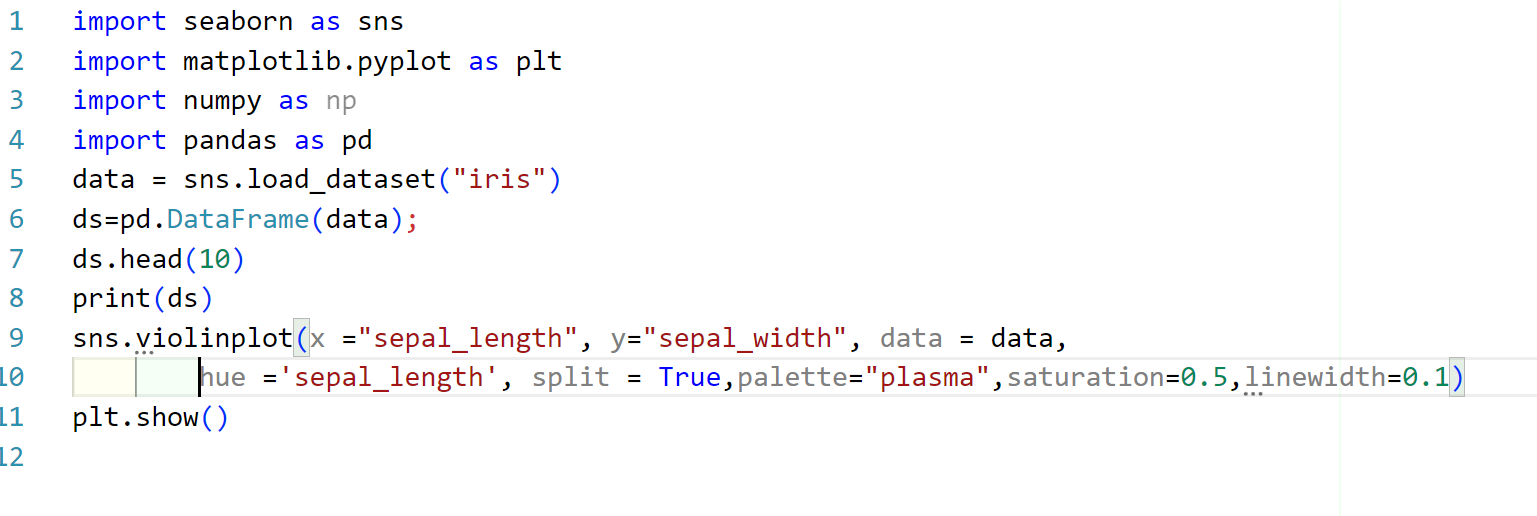 1 import seaborn as sns
2 import matplotlib.pyplot as plt
3 import numpy as np
4 import pandas as pd
5 data = sns.load_dataset("iris")
6 ds=pd.DataFrame(data);
7 ds.head(10)
8 print(ds)
9 sns.violinplot(x ="sepal_length", y="sepal_width", data = data,
10         hue ='sepal_length', split = True,palette="plasma",saturation=0.5,linewidth=0.1)
11 plt.show()
12